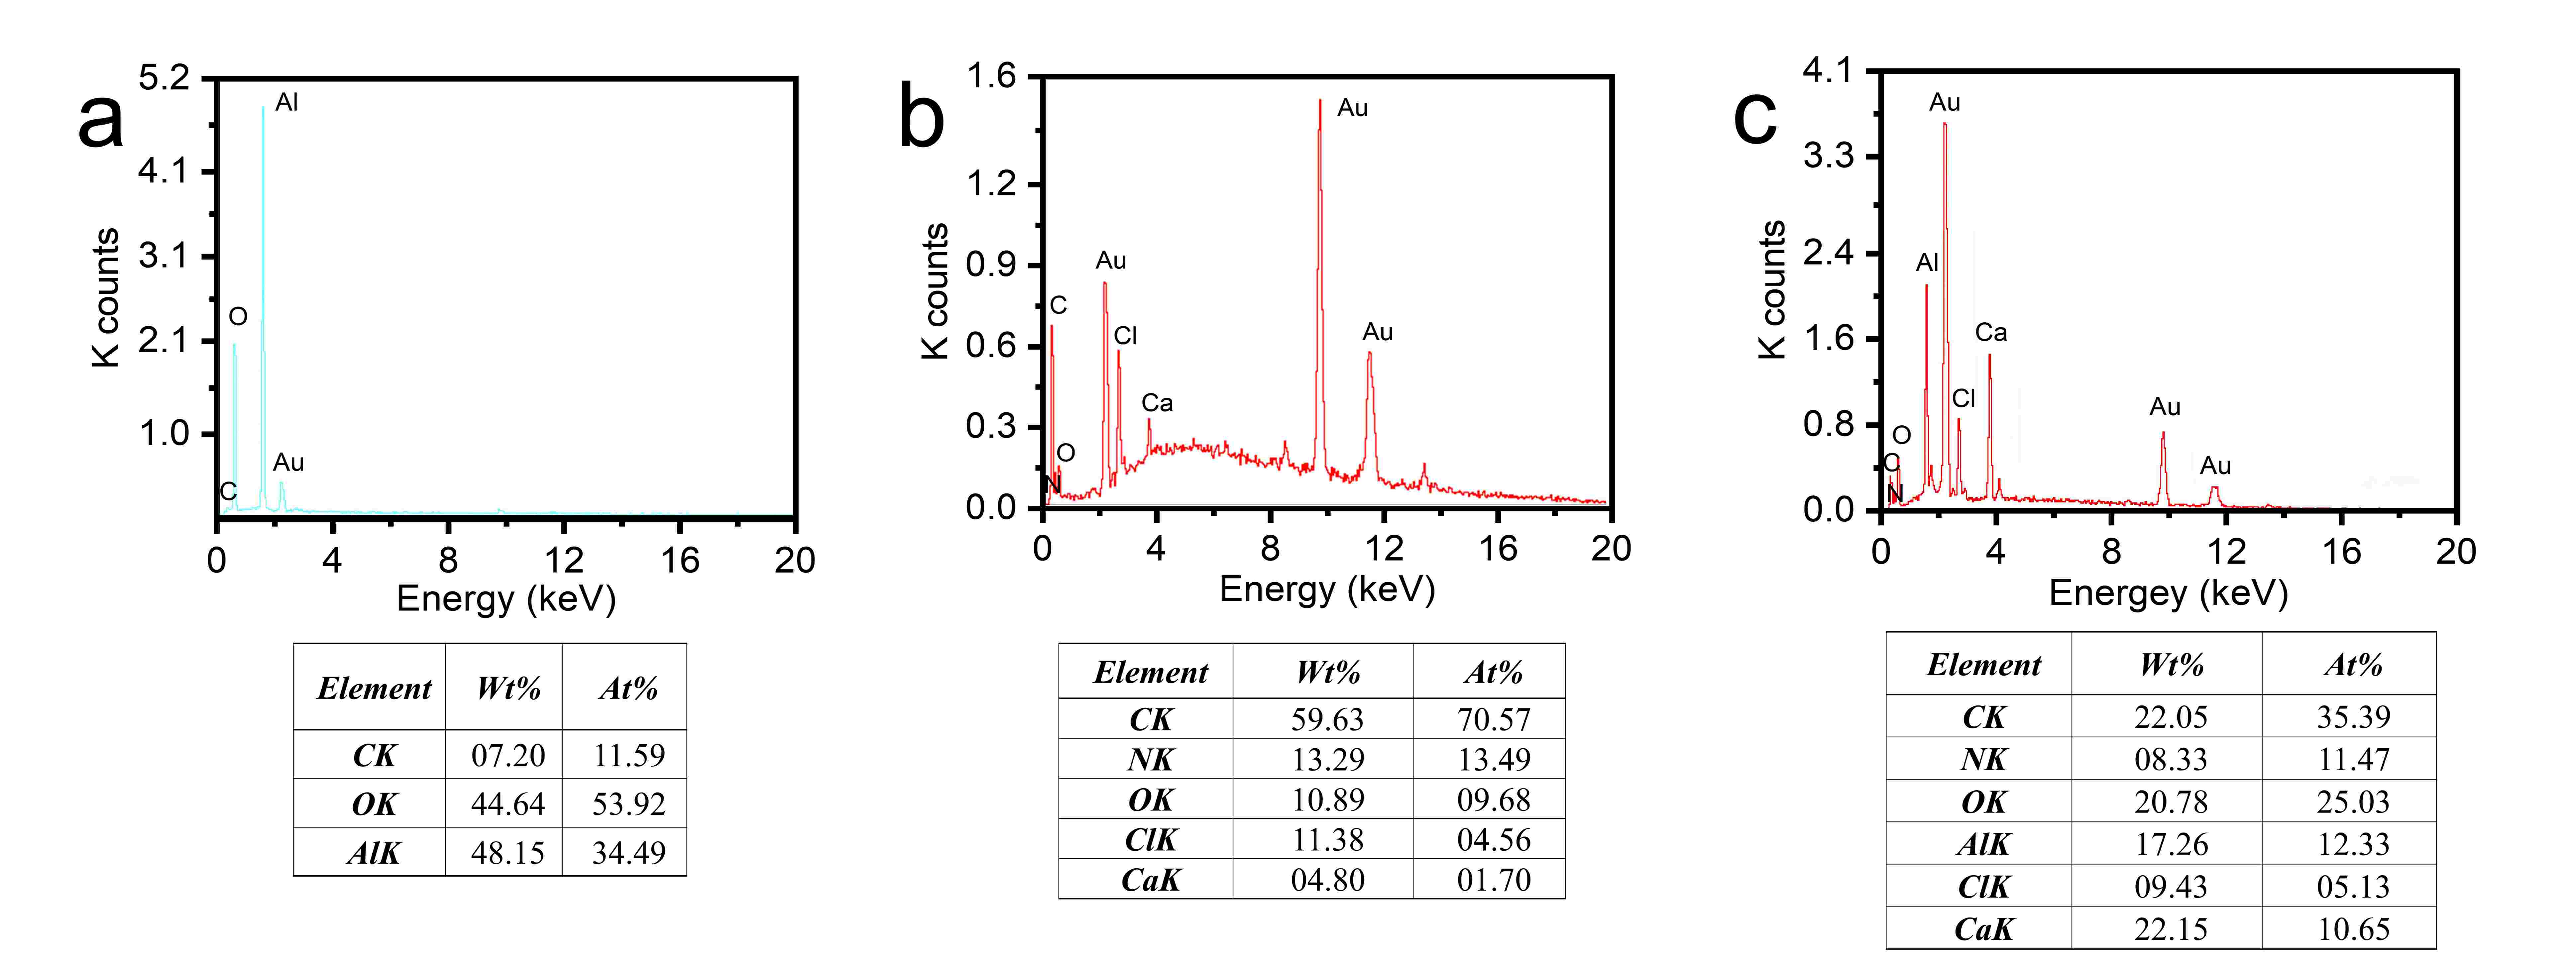 a
5.2
4.1
3.1
2.1
1.0
K counts
O
Al
C
Au
0 4 8 12 16 20
Energy (keV)
Element Wt% At%
CK 07.20 11.59
OK 44.64 53.92
AlK 48.15 34.49
b
1.6
1.2
0.9
0.6
0.3
0.0
K counts
Au
Au
C
Cl
Au
Ca
O
N
0 4 8 12 16 20
Energy (keV)
Element Wt% At%
CK 59.63 70.57
NK 13.29 13.49
OK 10.89 09.68
ClK 11.38 04.56
CaK 04.80 01.70
c
4.1
3.3
2.4
1.6
0.8
0.0
K counts
Au
Al
Ca
Cl
Au
O
C
Au
N
0 4 8 12 16 20
Energey (keV)
Element Wt% At%
CK 22.05 35.39
NK 08.33 11.47
OK 20.78 25.03
AlK 17.26 12.33
ClK 09.43 05.13
CaK 22.15 10.65